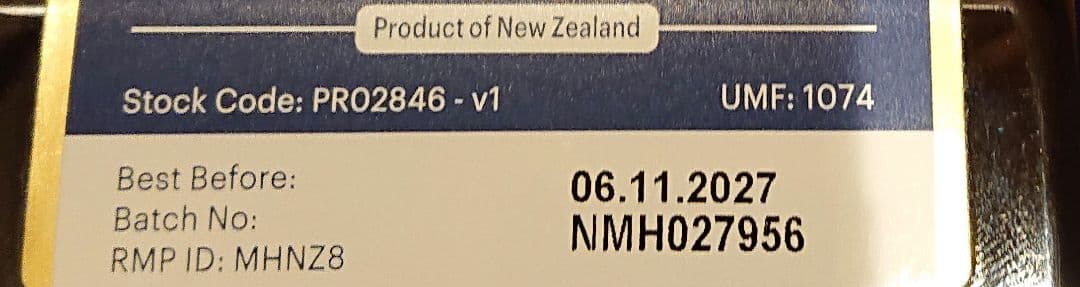 Product of New Zealand
Stock Code: PRO2846 - v1 UMF: 1074
Best Before: 06.11.2027
Batch No: NMH027956
RMP ID: MHNZ8